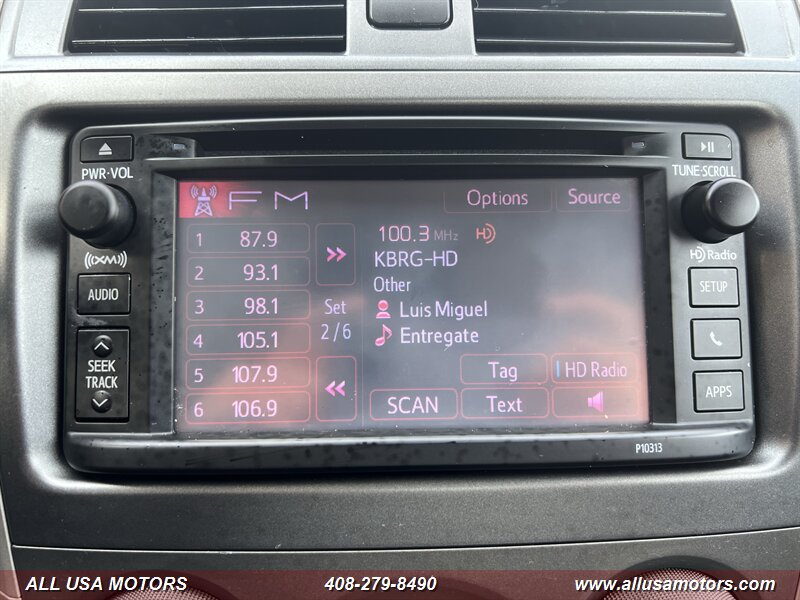 PWR·VOL
TUNE·SCROLL
FM
Options
Source
1 87.9
2 93.1
3 98.1
4 105.1
5 107.9
6 106.9
>>
Set
2/6
<<
100.3 MHz HD
KBRG-HD
Other
Luis Miguel
Entregate
Tag
HD Radio
SCAN
Text
((XM))
AUDIO
SEEK
TRACK
HD Radio
SETUP
APPS
P10313
ALL USA MOTORS
408-279-8490
www.allusamotors.com